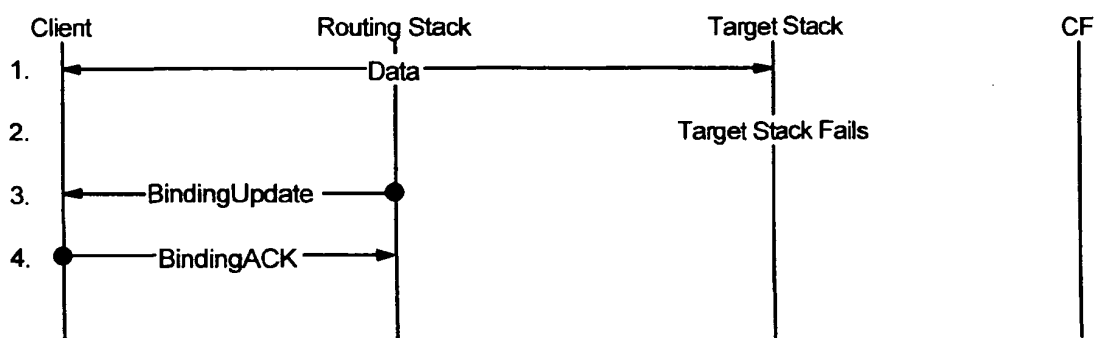 Client Routing Stack Target Stack CF
1. Data
2. Target Stack Fails
3. BindingUpdate
4. BindingACK